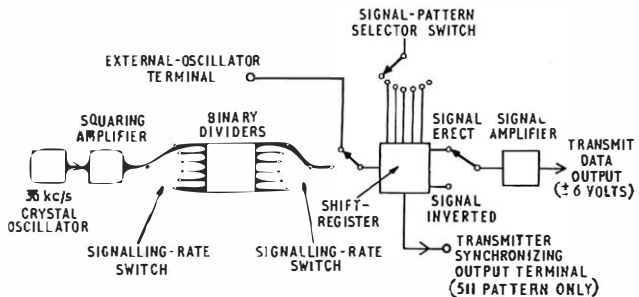 SIGNAL-PATTERN
SELECTOR SWITCH
EXTERNAL-OSCILLATOR
TERMINAL
SQUARING
AMPLIFIER
BINARY
DIVIDERS
SIGNAL
ERECT
SIGNAL
AMPLIFIER
TRANSMIT
DATA
OUTPUT
(±6 VOLTS)
36 kc/s
CRYSTAL
OSCILLATOR
SHIFT-
REGISTER
SIGNAL
INVERTED
SIGNALLING-RATE
SWITCH
SIGNALLING-RATE
SWITCH
TRANSMITTER
SYNCHRONIZING
OUTPUT TERMINAL
(511 PATTERN ONLY)